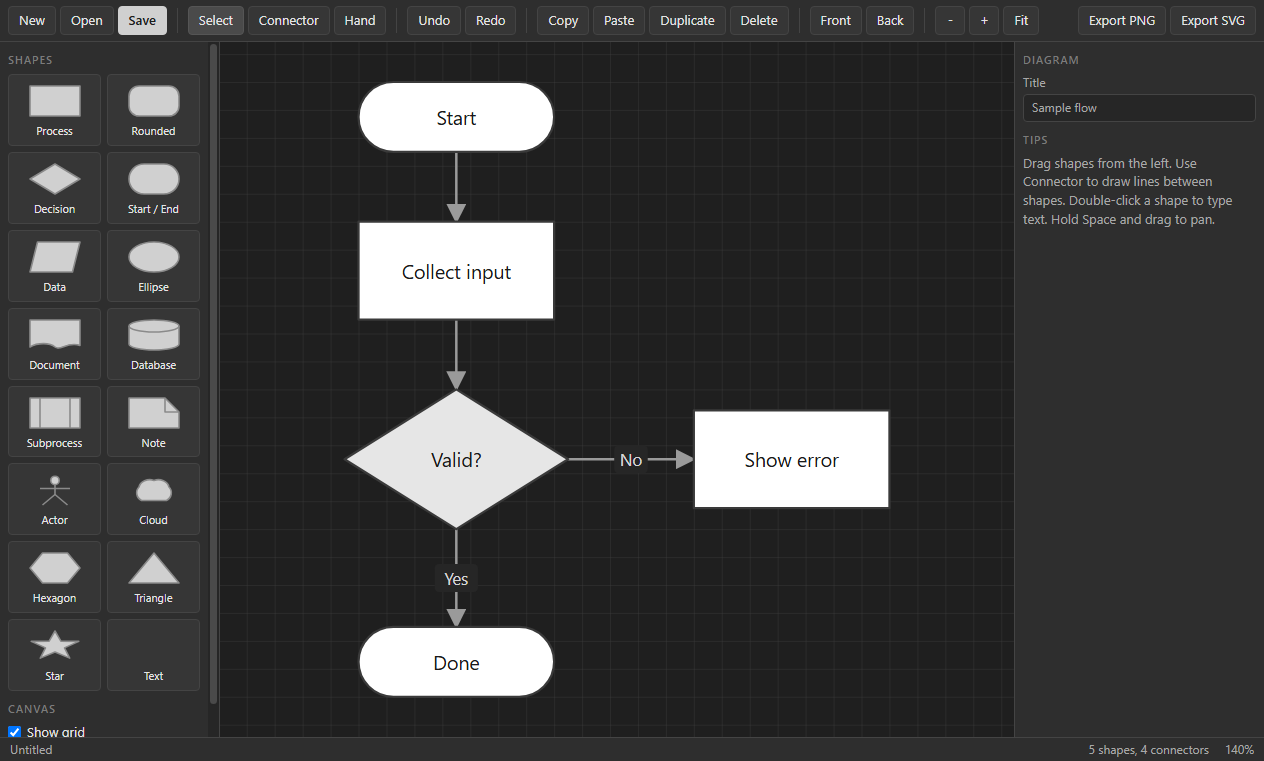 New Open Save Select Connector Hand Undo Redo Copy Paste Duplicate Delete Front Back - + Fit Export PNG Export SVG
SHAPES
Process Rounded
Decision Start / End
Data Ellipse
Document Database
Subprocess Note
Actor Cloud
Hexagon Triangle
Star Text
CANVAS
Show grid
Start
Collect input
Valid?
No
Show error
Yes
Done
DIAGRAM
Title
Sample flow
TIPS
Drag shapes from the left. Use
Connector to draw lines between
shapes. Double-click a shape to type
text. Hold Space and drag to pan.
Untitled
5 shapes, 4 connectors 140%